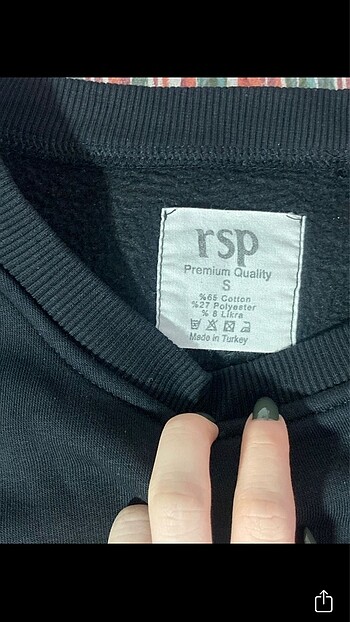 rsp
Premium Quality
S
%65 Cotton
%27 Polyester
% 8 Likra
Made in Turkey